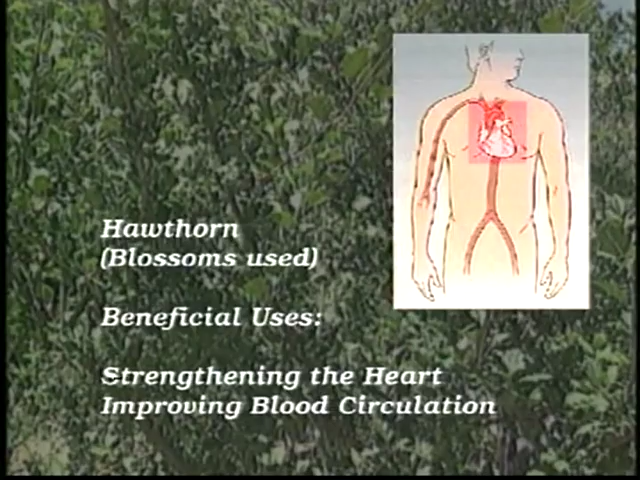 Hawthorn
(Blossoms used)
Beneficial Uses:
Strengthening the Heart
Improving Blood Circulation